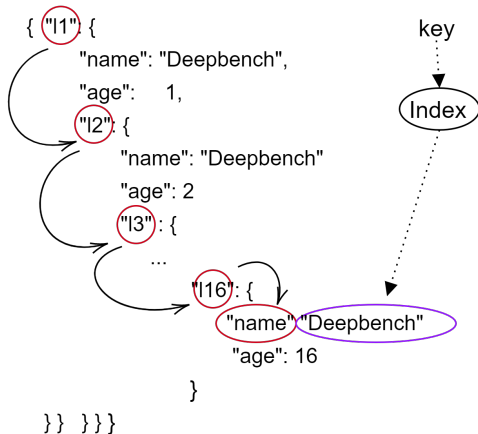 { "l1": {
key
"name": "Deepbench",
"age": 1,
Index
"l2": {
"name": "Deepbench"
"age": 2
"l3" : {
...
"l16": {
"name" "Deepbench"
"age": 16
}
} } } } }